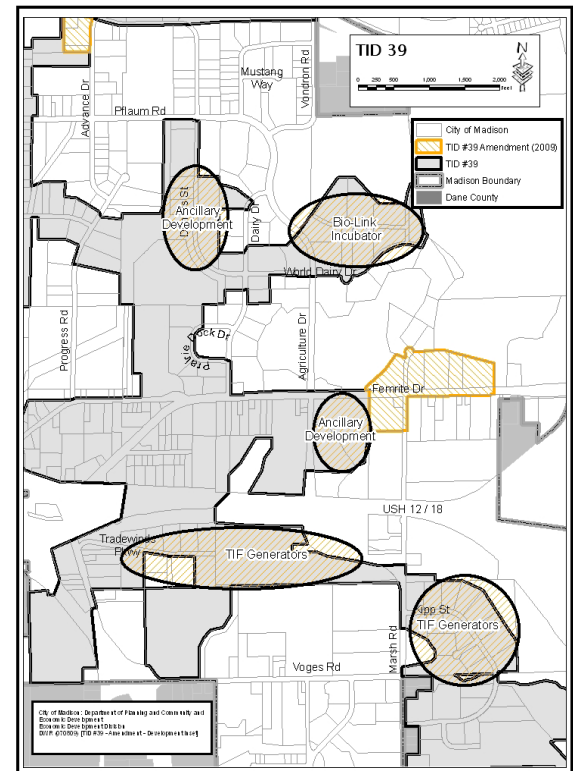 TID 39
N
0 250 500 1,000 1,500 2,000
Feet
City of Madison
TID #39 Amendment (2009)
TID #39
Madison Boundary
Dane County
Mustang
Way
Vondron Rd
Advance Dr
Pflaum Rd
Ancillary
Development
Dairy Dr
Bio-Link
Incubator
World Dairy Dr
Progress Rd
Prairie Dock Dr
Agriculture Dr
Femrite Dr
Ancillary
Development
USH 12 / 18
Tradewinds
Pkwy
TIF Generators
Kipp St
TIF Generators
Marsh Rd
Voges Rd
City of Madison: Department of Planning and Community and
Economic Development
Economic Development Division